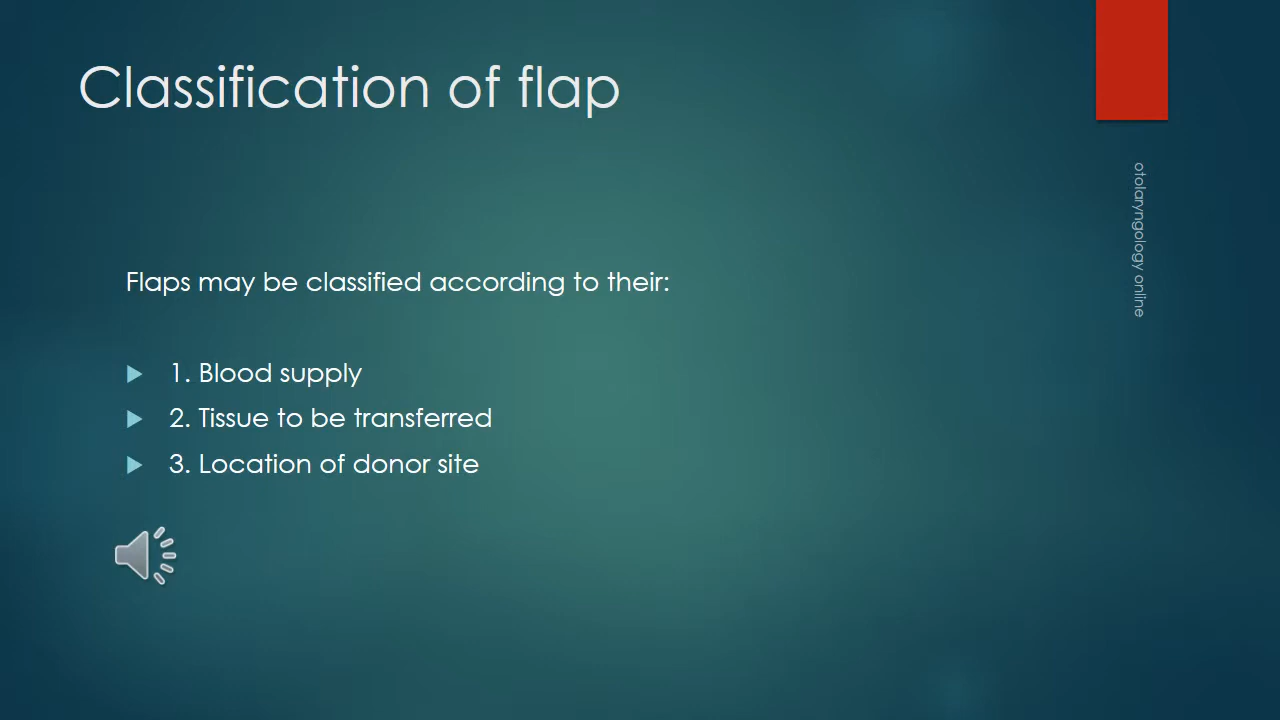 Classification of flap
otolaryngology online
Flaps may be classified according to their:
1. Blood supply
2. Tissue to be transferred
3. Location of donor site